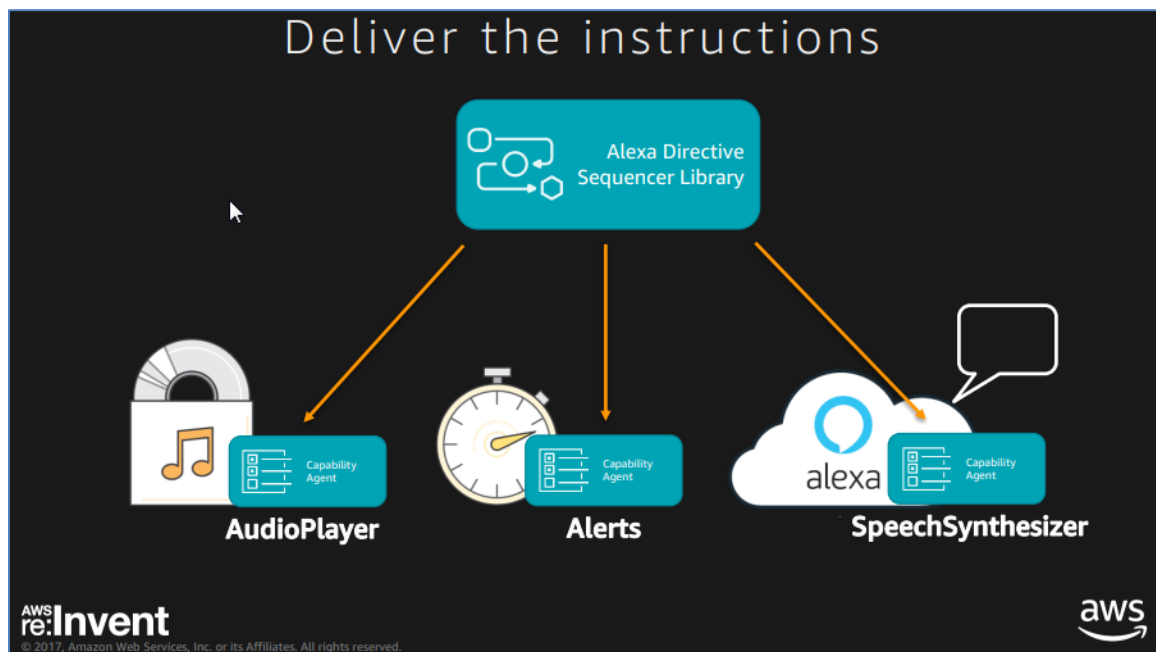 Deliver the instructions
Alexa Directive
Sequencer Library
Capability
Agent
AudioPlayer
Capability
Agent
Alerts
alexa
Capability
Agent
SpeechSynthesizer
AWS
re:Invent
© 2017, Amazon Web Services, Inc. or its Affiliates. All rights reserved.
aws